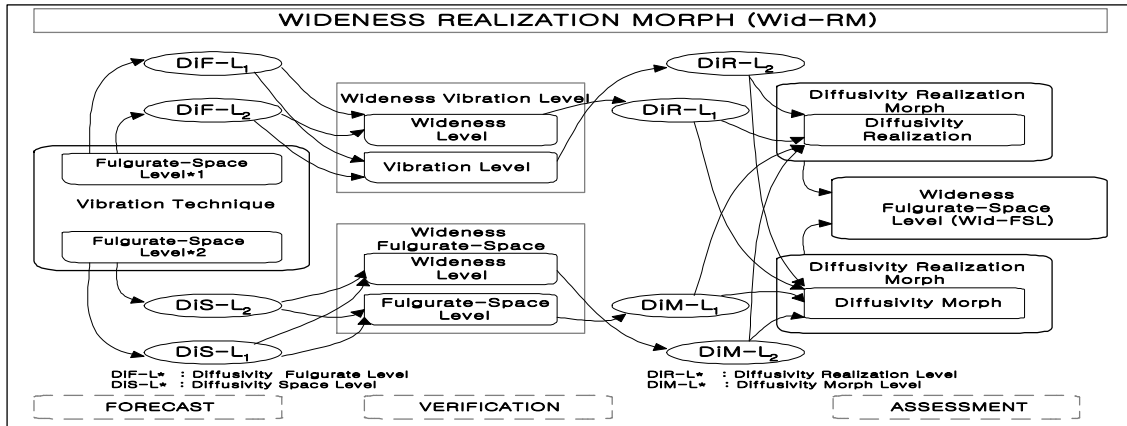 WIDENESS REALIZATION MORPH (Wid-RM)
DiF-L1
DiF-L2
Fulgurate-Space
Level*1
Vibration Technique
Fulgurate-Space
Level*2
DiS-L2
DiS-L1
Wideness Vibration Level
Wideness
Level
Vibration Level
Wideness
Fulgurate-Space
Wideness
Level
Fulgurate-Space
Level
DiR-L2
DiR-L1
DiM-L1
DiM-L2
Diffusivity Realization
Morph
Diffusivity
Realization
Wideness
Fulgurate-Space
Level (Wid-FSL)
Diffusivity Realization
Morph
Diffusivity Morph
DIF-L* : Diffusivity Fulgurate Level
DIS-L* : Diffusivity Space Level
DIR-L* : Diffusivity Realization Level
DIM-L* : Diffusivity Morph Level
FORECAST
VERIFICATION
ASSESSMENT